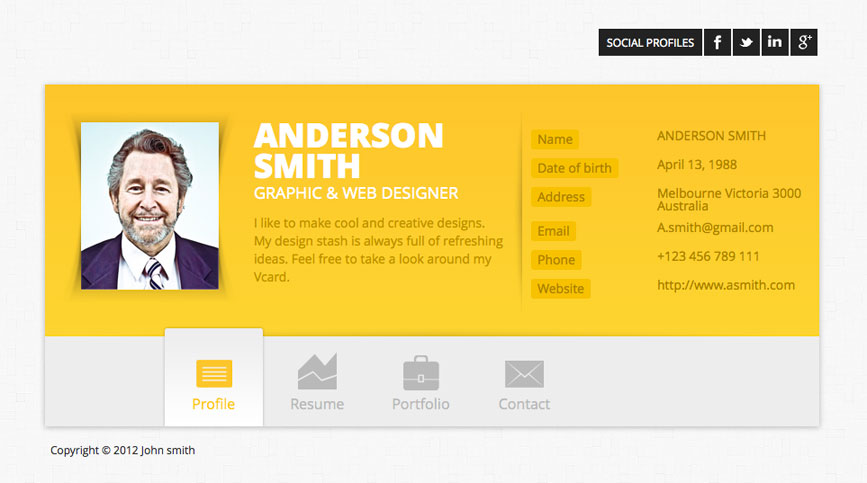 SOCIAL PROFILES
ANDERSON
SMITH
GRAPHIC & WEB DESIGNER
I like to make cool and creative designs.
My design stash is always full of refreshing
ideas. Feel free to take a look around my
Vcard.
Name ANDERSON SMITH
Date of birth April 13, 1988
Address Melbourne Victoria 3000
Australia
Email A.smith@gmail.com
Phone +123 456 789 111
Website http://www.asmith.com
Profile Resume Portfolio Contact
Copyright © 2012 John smith